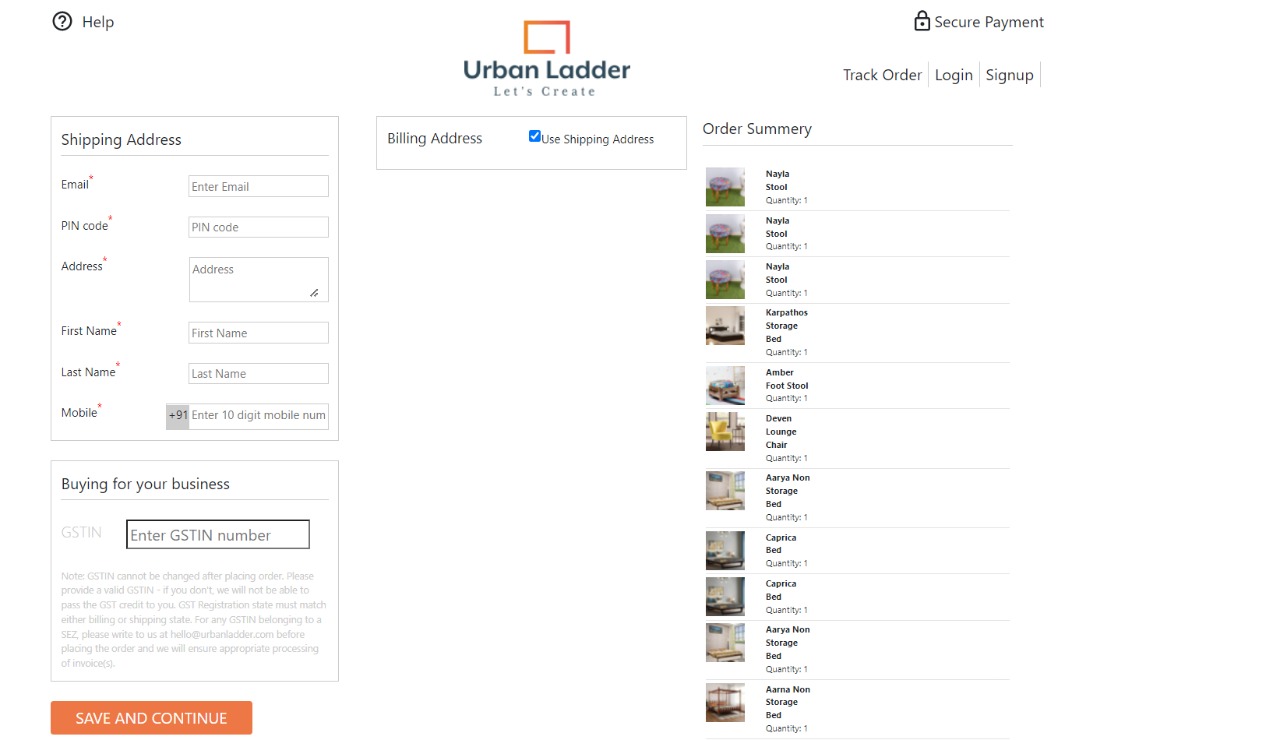 Help
Secure Payment
Urban Ladder
Let's Create
Track Order
Login
Signup
Shipping Address
Email*
Enter Email
PIN code*
PIN code
Address*
Address
First Name*
First Name
Last Name*
Last Name
Mobile*
+91
Enter 10 digit mobile num
Buying for your business
GSTIN
Enter GSTIN number
Note: GSTIN cannot be changed after placing order. Please
provide a valid GSTIN - if you don't, we will not be able to
pass the GST credit to you. GST Registration state must match
either billing or shipping state. For any GSTIN belonging to a
SEZ, please write to us at hello@urbanladder.com before
placing the order and we will ensure appropriate processing
of invoice(s).
SAVE AND CONTINUE
Billing Address
Use Shipping Address
Order Summery
Nayla
Stool
Quantity: 1
Nayla
Stool
Quantity: 1
Nayla
Stool
Quantity: 1
Karpathos
Storage
Bed
Quantity: 1
Amber
Foot Stool
Quantity: 1
Deven
Lounge
Chair
Quantity: 1
Aarya Non
Storage
Bed
Quantity: 1
Caprica
Bed
Quantity: 1
Caprica
Bed
Quantity: 1
Aarya Non
Storage
Bed
Quantity: 1
Aarna Non
Storage
Bed
Quantity: 1